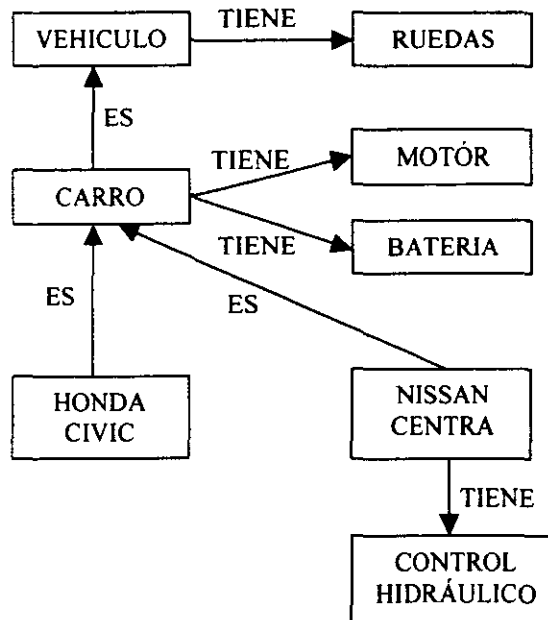 TIENE
VEHICULO
RUEDAS
ES
TIENE
MOTÓR
CARRO
TIENE
BATERIA
ES
ES
HONDA
CIVIC
NISSAN
CENTRA
TIENE
CONTROL
HIDRÁULICO